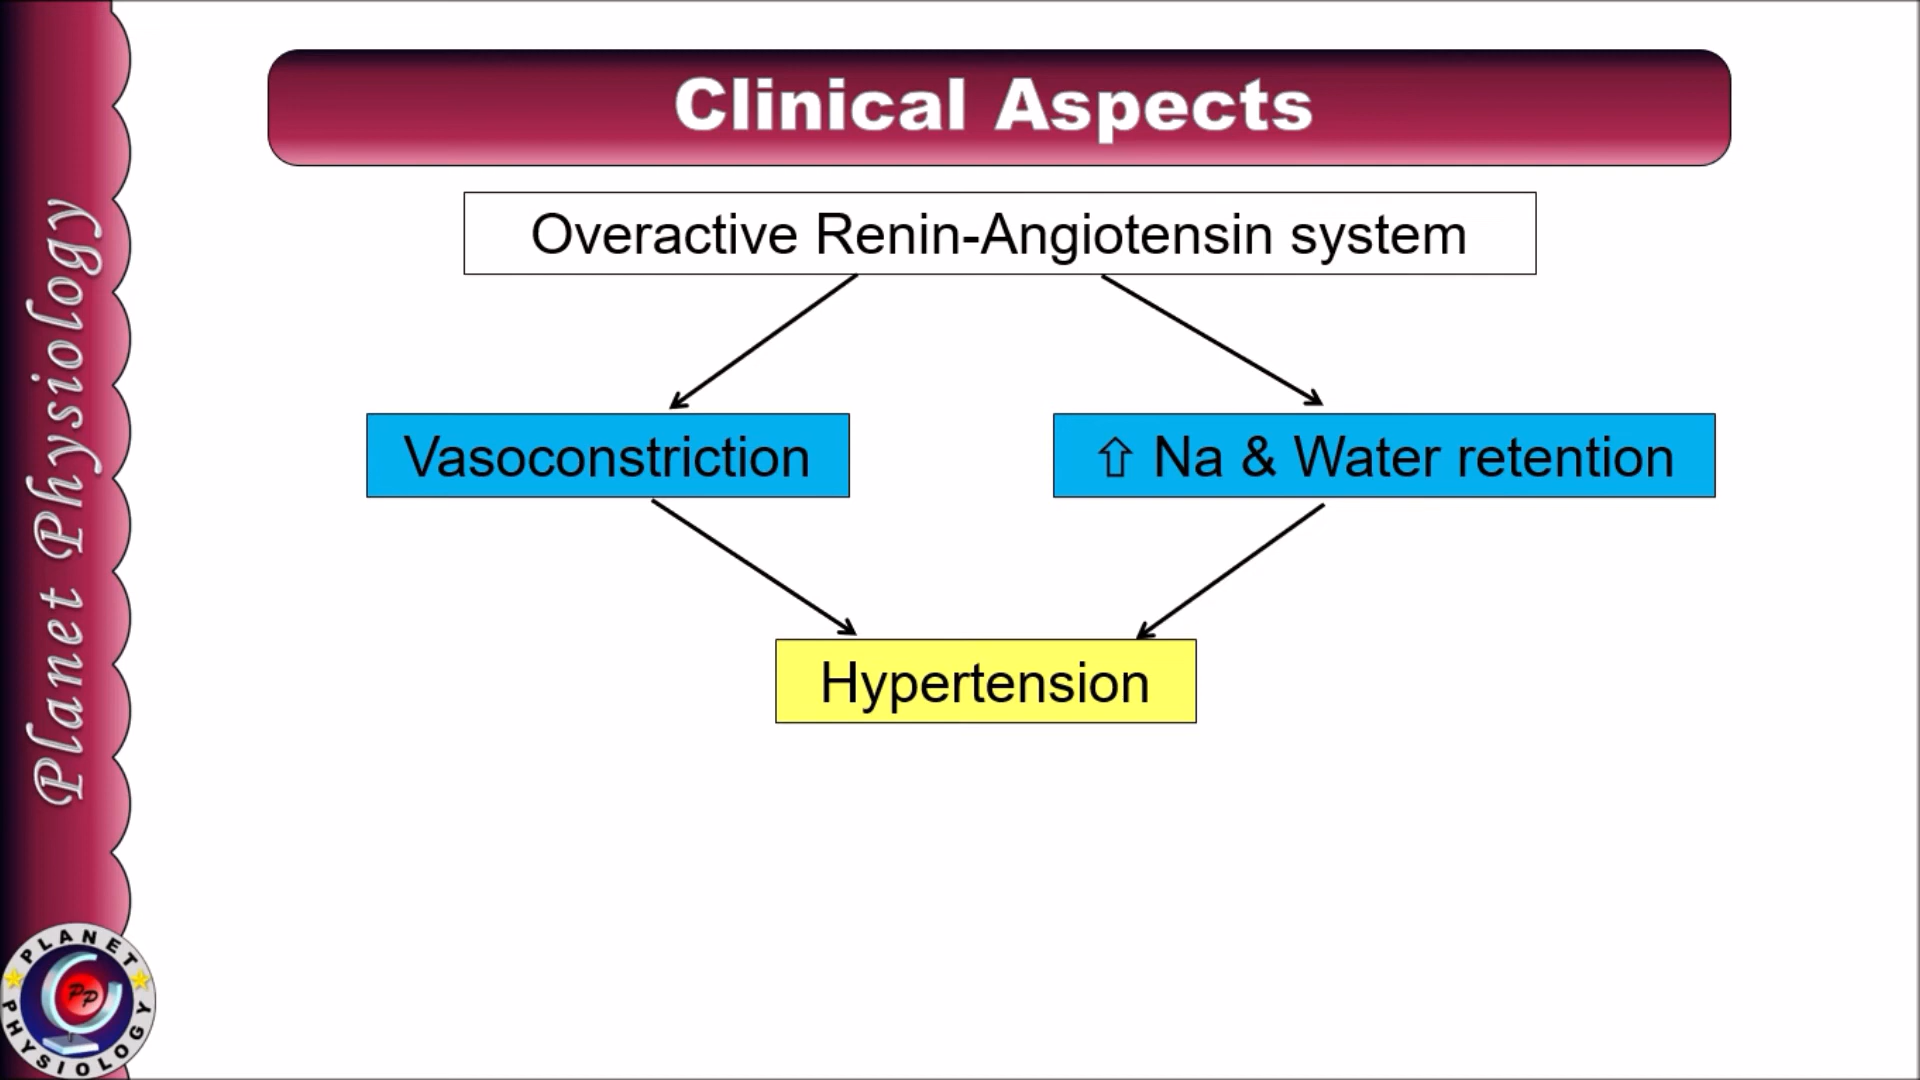 Clinical Aspects
Overactive Renin-Angiotensin system
Vasoconstriction
⇧ Na & Water retention
Hypertension
Planet Physiology
PLANET
PHYSIOLOGY
PP